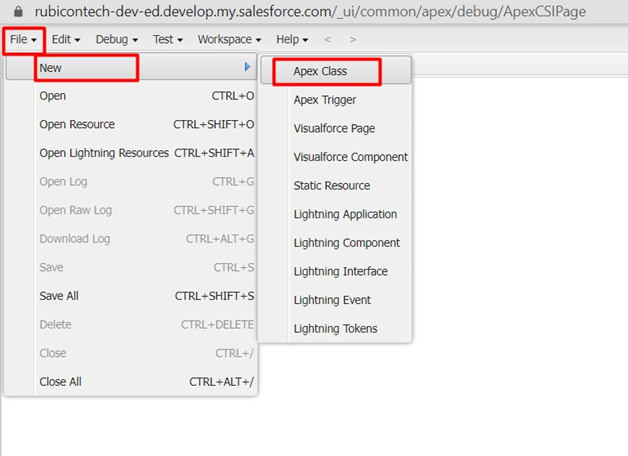 rubicontech-dev-ed.develop.my.salesforce.com/_ui/common/apex/debug/ApexCSIPage
File Edit Debug Test Workspace Help < >
New
Open CTRL+O
Open Resource CTRL+SHIFT+O
Open Lightning Resources CTRL+SHIFT+A
Open Log CTRL+G
Open Raw Log CTRL+SHIFT+G
Download Log CTRL+ALT+G
Save CTRL+S
Save All CTRL+SHIFT+S
Delete CTRL+DELETE
Close CTRL+/
Close All CTRL+ALT+/
Apex Class
Apex Trigger
Visualforce Page
Visualforce Component
Static Resource
Lightning Application
Lightning Component
Lightning Interface
Lightning Event
Lightning Tokens